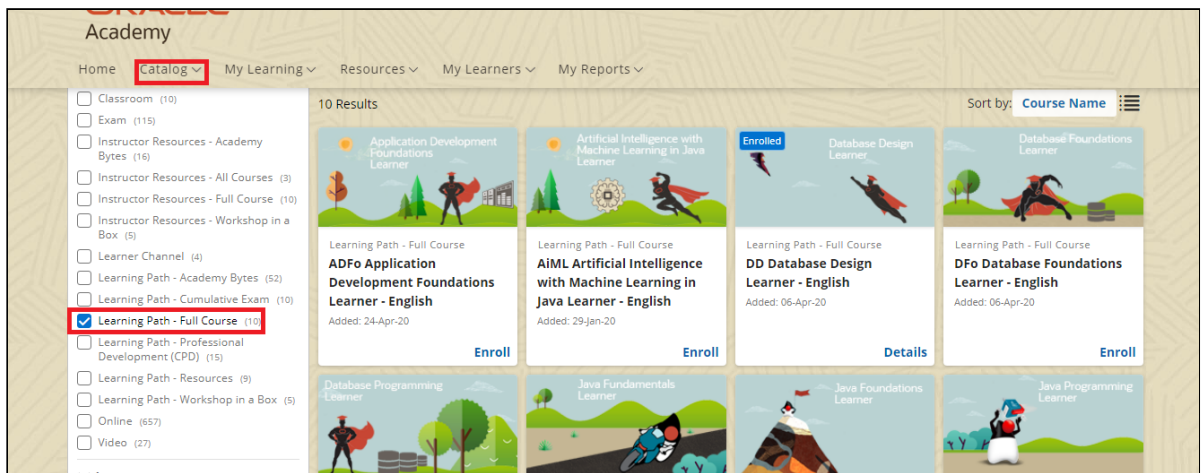 Academy
Home Catalog My Learning Resources My Learners My Reports
Classroom (10)
Exam (115)
Instructor Resources - Academy
Bytes (16)
Instructor Resources - All Courses (3)
Instructor Resources - Full Course (10)
Instructor Resources - Workshop in a
Box (5)
Learner Channel (4)
Learning Path - Academy Bytes (52)
Learning Path - Cumulative Exam (10)
Learning Path - Full Course (10)
Learning Path - Professional
Development (CPD) (15)
Learning Path - Resources (9)
Learning Path - Workshop in a Box (5)
Online (657)
Video (27)
10 Results
Sort by: Course Name
Application Development
Foundations
Learner
Learning Path - Full Course
ADFo Application
Development Foundations
Learner - English
Added: 24-Apr-20
Enroll
Artificial Intelligence with
Machine Learning in Java
Learner
Learning Path - Full Course
AiML Artificial Intelligence
with Machine Learning in
Java Learner - English
Added: 29-Jan-20
Enroll
Enrolled
Database Design
Learner
Learning Path - Full Course
DD Database Design
Learner - English
Added: 06-Apr-20
Details
Database Foundations
Learner
Learning Path - Full Course
DFo Database Foundations
Learner - English
Added: 06-Apr-20
Enroll
Database Programming
Learner
Java Fundamentals
Learner
Java Foundations
Learner
Java Programming
Learner